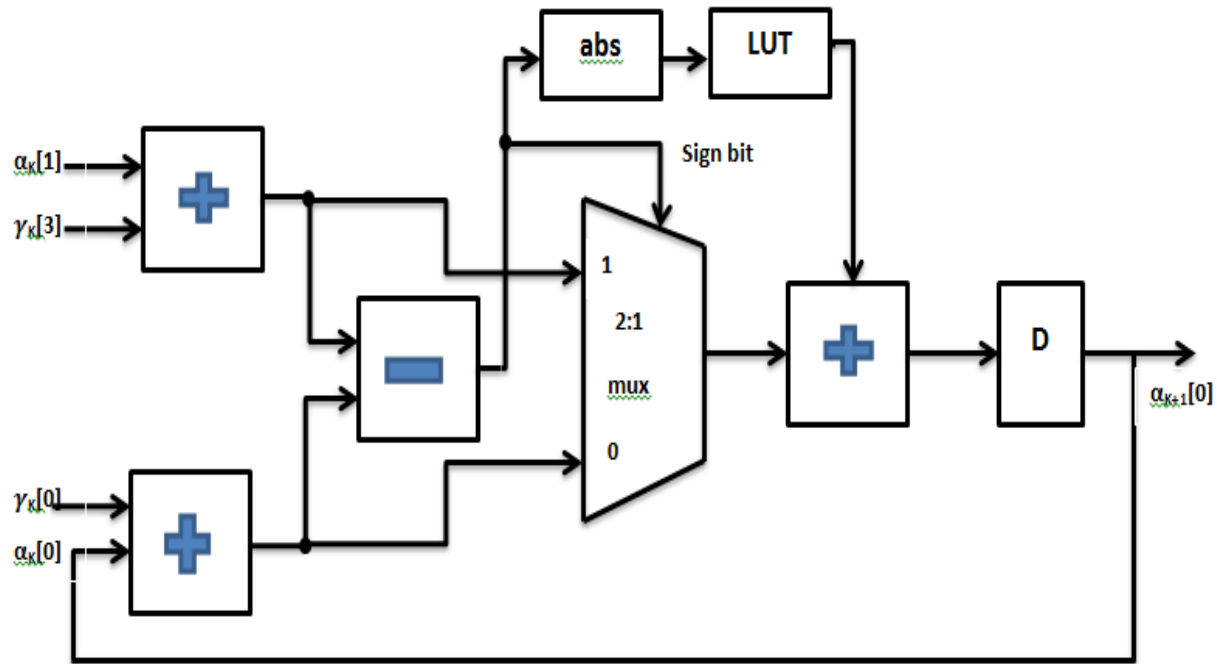 abs
LUT
Sign bit
αK[1]
γK[3]
1
2:1
mux
0
D
αK+1[0]
γK[0]
αK[0]